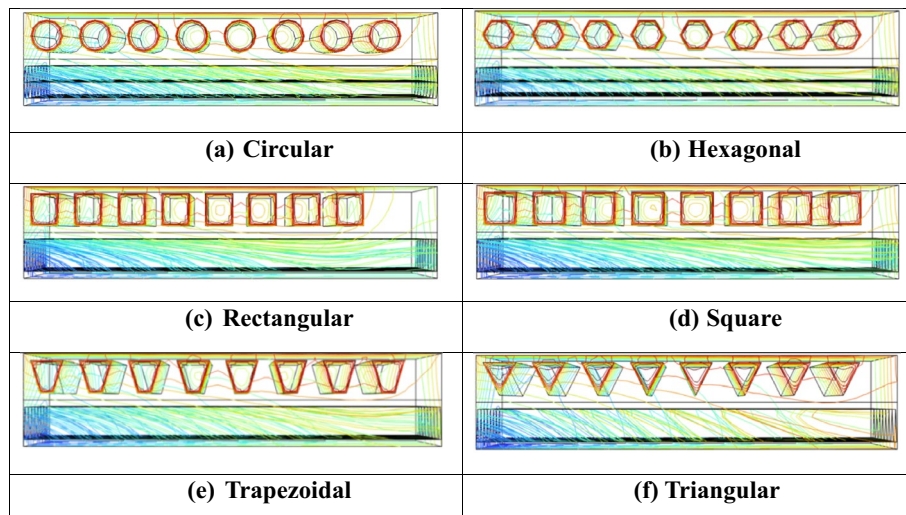 (a) Circular
(b) Hexagonal
(c) Rectangular
(d) Square
(e) Trapezoidal
(f) Triangular